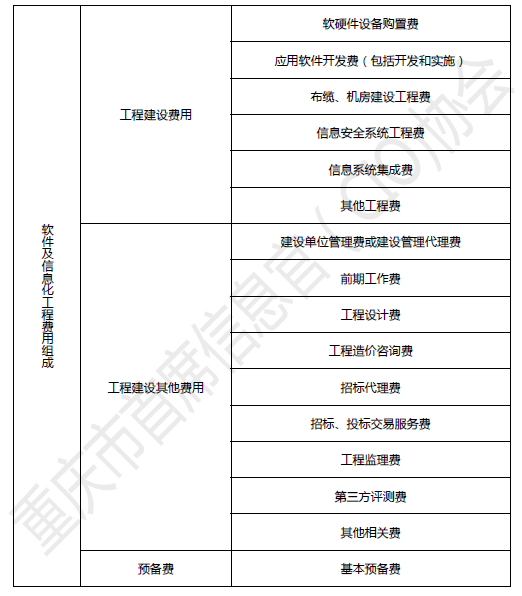 软件及信息化工程费用组成
工程建设费用
软硬件设备购置费
应用软件开发费（包括开发和实施）
布缆、机房建设工程费
信息安全系统工程费
信息系统集成费
其他工程费
工程建设其他费用
建设单位管理费或建设管理代理费
前期工作费
工程设计费
工程造价咨询费
招标代理费
招标、投标交易服务费
工程监理费
第三方评测费
其他相关费
预备费
基本预备费
重庆市首席信息官（CIO）协会